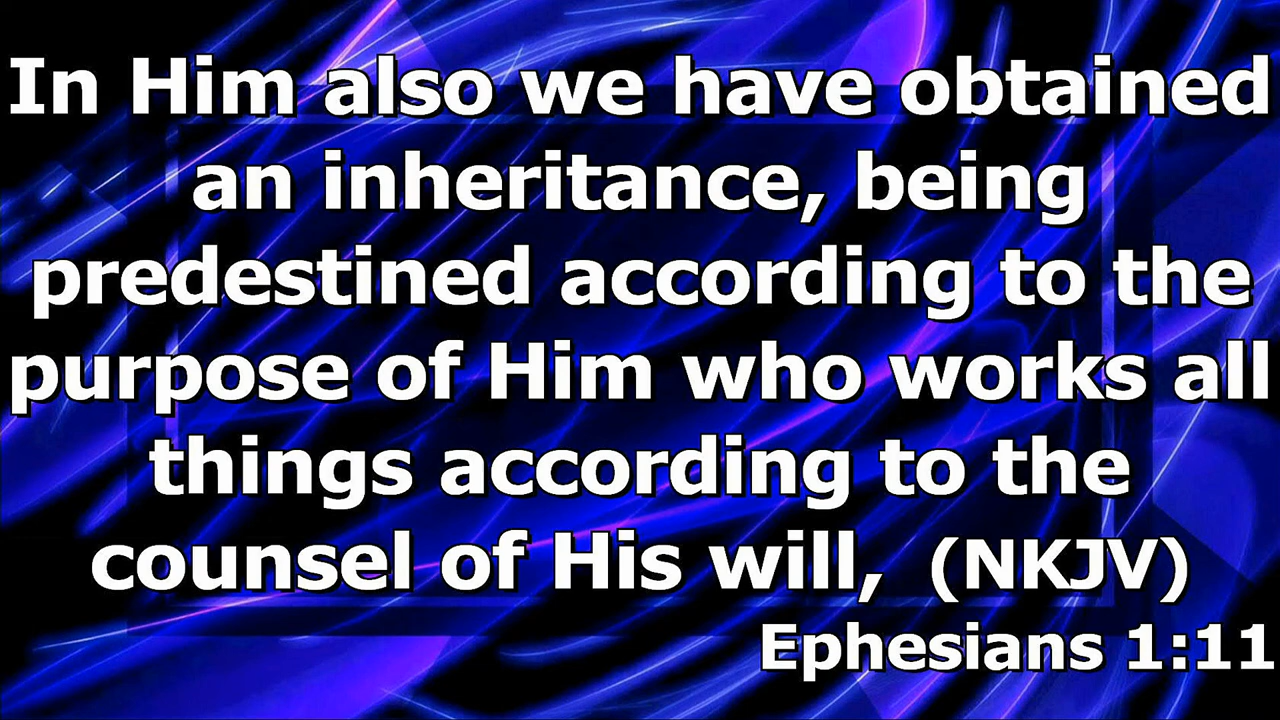 In Him also we have obtained
an inheritance, being
predestined according to the
purpose of Him who works all
things according to the
counsel of His will, (NKJV)
Ephesians 1:11